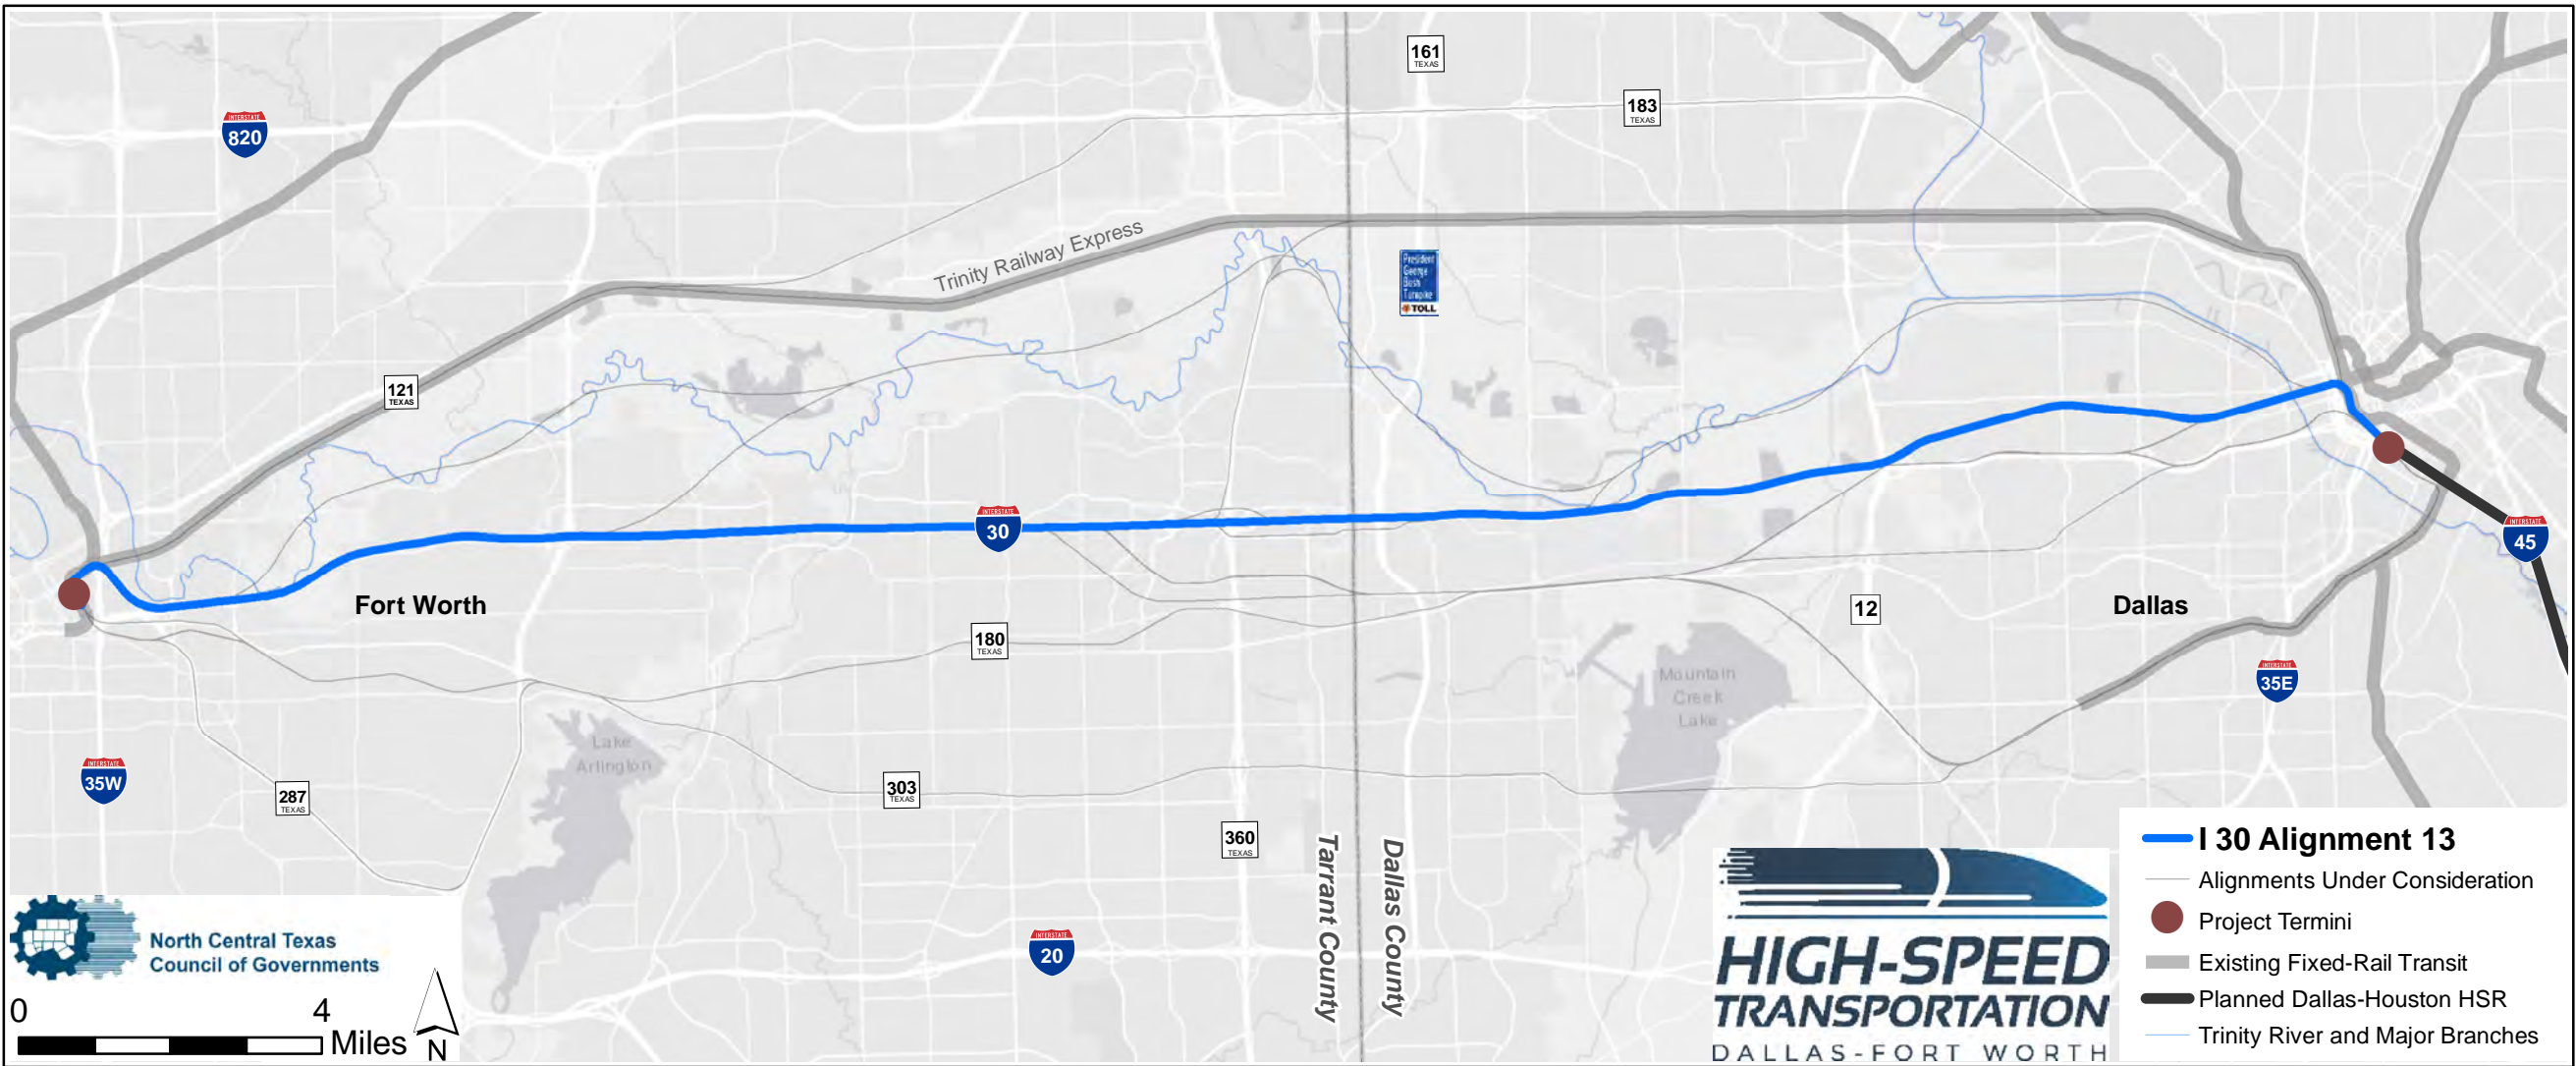 161
TEXAS
183
TEXAS
INTERSTATE
820
Trinity Railway Express
President
George
Bush
Turnpike
TOLL
121
TEXAS
INTERSTATE
30
INTERSTATE
45
Fort Worth
12
Dallas
180
TEXAS
INTERSTATE
35E
Mountain
Creek
Lake
Lake
Arlington
INTERSTATE
35W
287
TEXAS
303
TEXAS
360
TEXAS
Tarrant County
Dallas County
INTERSTATE
20
North Central Texas
Council of Governments
0 4
Miles
N
HIGH-SPEED
TRANSPORTATION
DALLAS-FORT WORTH
I 30 Alignment 13
Alignments Under Consideration
Project Termini
Existing Fixed-Rail Transit
Planned Dallas-Houston HSR
Trinity River and Major Branches